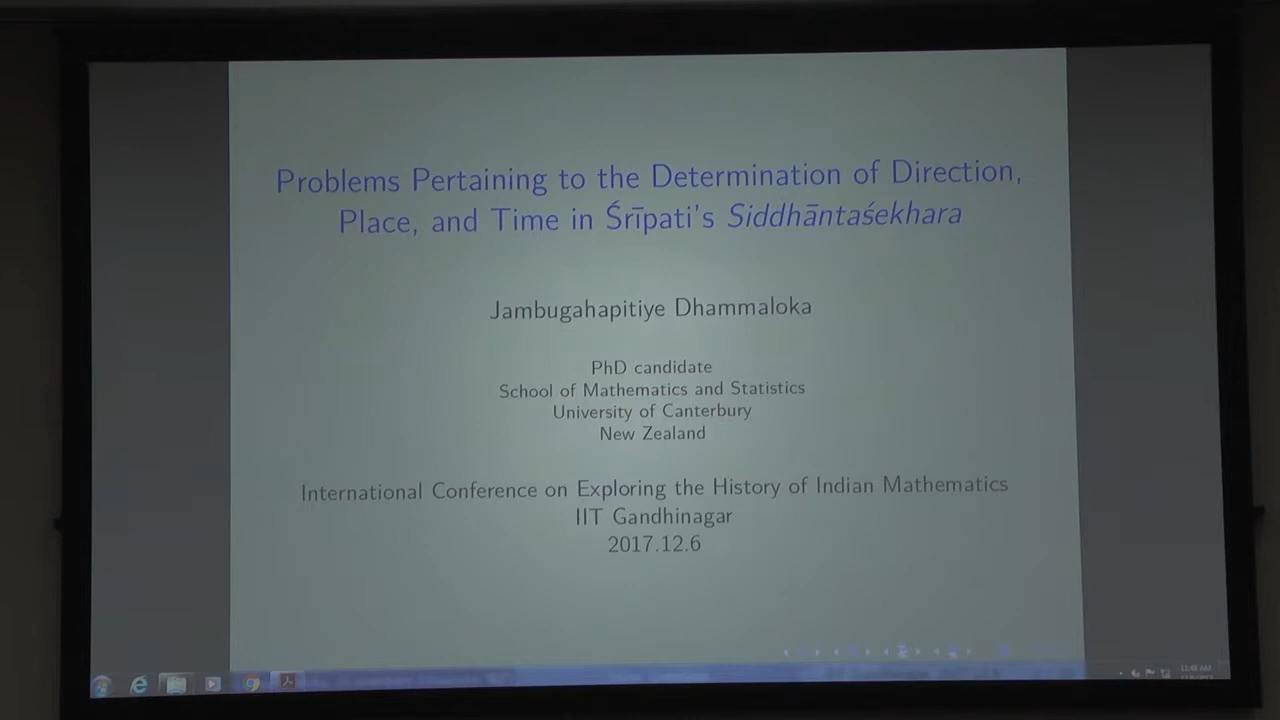 Problems Pertaining to the Determination of Direction,
Place, and Time in Śrīpati's Siddhāntaśekhara
Jambugahapitiye Dhammaloka
PhD candidate
School of Mathematics and Statistics
University of Canterbury
New Zealand
International Conference on Exploring the History of Indian Mathematics
IIT Gandhinagar
2017.12.6